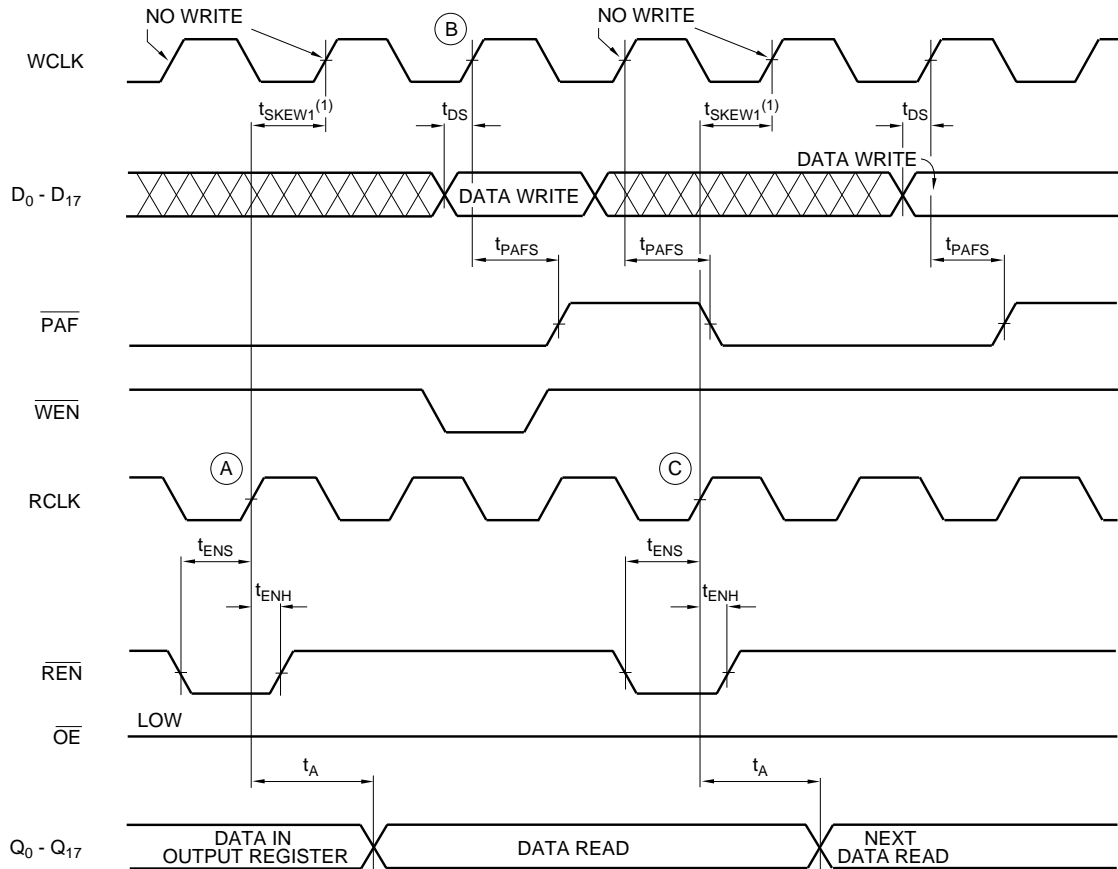 NO WRITE
B
NO WRITE
WCLK
tSKEW1(1)
tDS
tSKEW1(1)
tDS
DATA WRITE
D0 - D17
DATA WRITE
tPAFS
tPAFS
tPAFS
PAF
WEN
A
C
RCLK
tENS
tENS
tENH
tENH
REN
LOW
OE
tA
tA
Q0 - Q17
DATA IN
OUTPUT REGISTER
DATA READ
NEXT
DATA READ